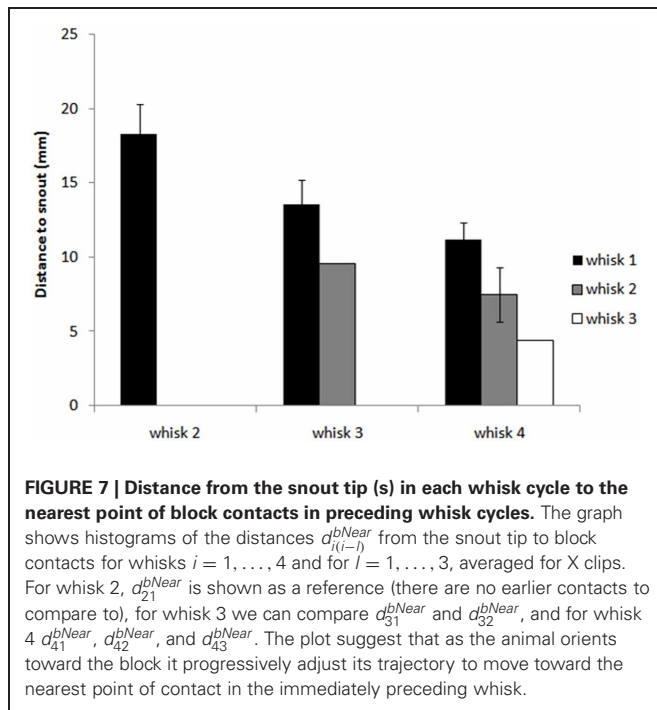 25
20
15
10
5
0
Distance to snout (mm)
whisk 2
whisk 3
whisk 4
whisk 1
whisk 2
whisk 3
FIGURE 7 | Distance from the snout tip (s) in each whisk cycle to the
nearest point of block contacts in preceding whisk cycles. The graph
shows histograms of the distances d_{i(i−l)}^{bNear} from the snout tip to block
contacts for whisks i = 1, . . . , 4 and for l = 1, . . . , 3, averaged for X clips.
For whisk 2, d_{21}^{bNear} is shown as a reference (there are no earlier contacts to
compare to), for whisk 3 we can compare d_{31}^{bNear} and d_{32}^{bNear}, and for whisk
4 d_{41}^{bNear}, d_{42}^{bNear}, and d_{43}^{bNear}. The plot suggest that as the animal orients
toward the block it progressively adjust its trajectory to move toward the
nearest point of contact in the immediately preceding whisk.